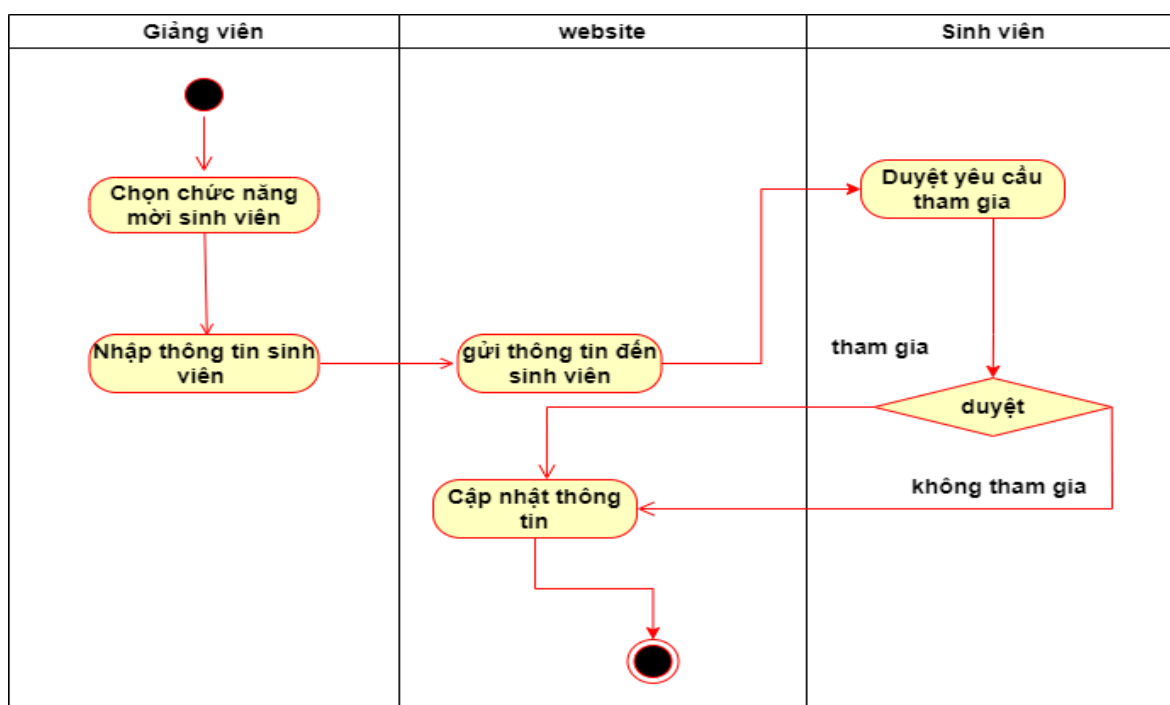 Giảng viên
website
Sinh viên
Chọn chức năng
mời sinh viên
Nhập thông tin sinh
viên
gửi thông tin đến
sinh viên
Duyệt yêu cầu
tham gia
tham gia
duyệt
không tham gia
Cập nhật thông
tin